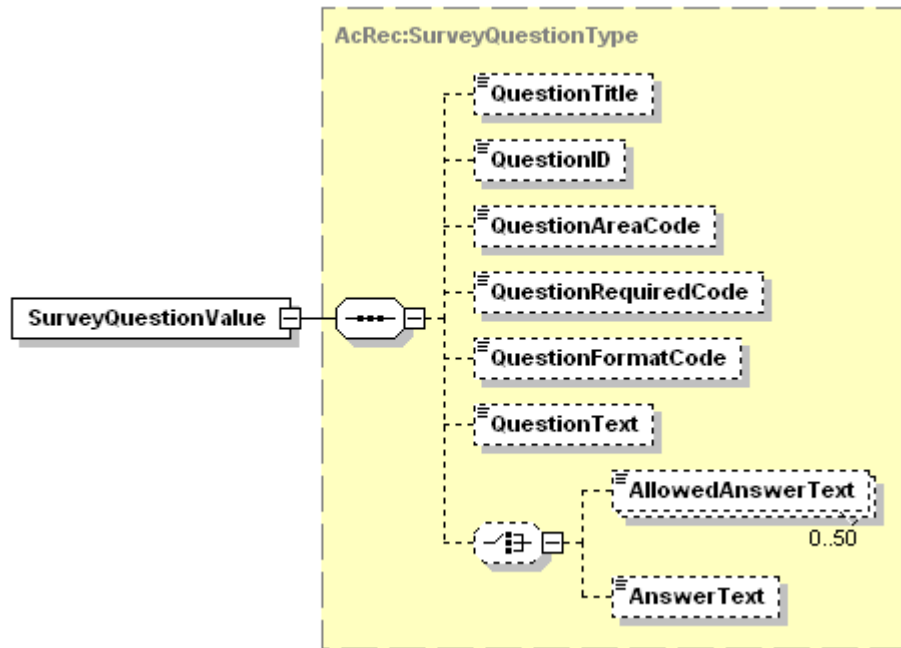 AcRec:SurveyQuestionType
QuestionTitle
QuestionID
QuestionAreaCode
QuestionRequiredCode
SurveyQuestionValue
QuestionFormatCode
QuestionText
AllowedAnswerText
0..50
AnswerText